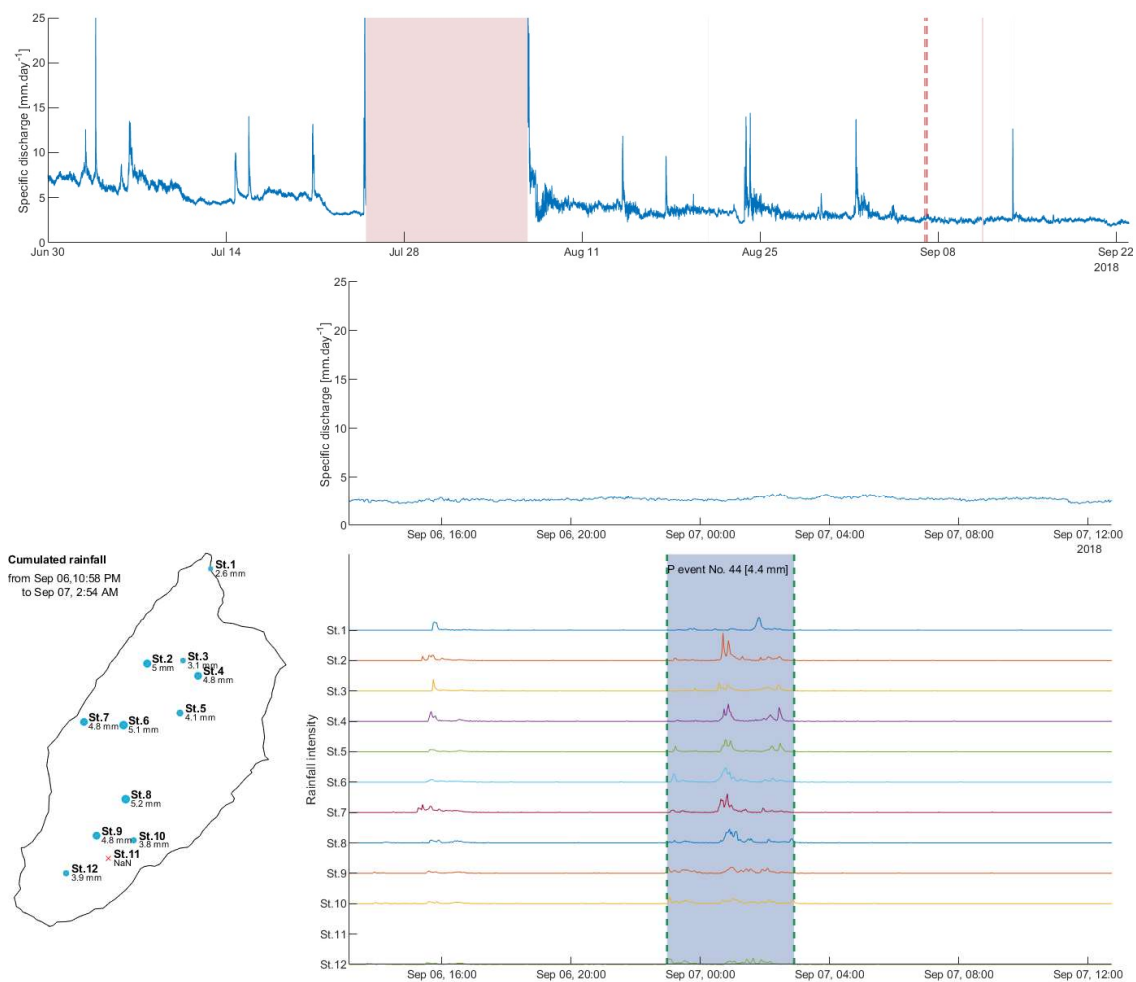 25
20
15
10
5
0
Specific discharge [mm.day⁻¹]
Jun 30
Jul 14
Jul 28
Aug 11
Aug 25
Sep 08
Sep 22
2018
25
20
15
10
5
0
Specific discharge [mm.day⁻¹]
Sep 06, 16:00
Sep 06, 20:00
Sep 07, 00:00
Sep 07, 04:00
Sep 07, 08:00
Sep 07, 12:00
2018
Cumulated rainfall
from Sep 06,10:58 PM
to Sep 07, 2:54 AM
St.1
2.6 mm
St.2
5 mm
St.3
3.1 mm
St.4
4.8 mm
St.5
4.1 mm
St.7
4.8 mm
St.6
5.1 mm
St.8
5.2 mm
St.9
4.8 mm
St.10
3.8 mm
St.11
NaN
St.12
3.9 mm
P event No. 44 [4.4 mm]
Rainfall intensity
St.1
St.2
St.3
St.4
St.5
St.6
St.7
St.8
St.9
St.10
St.11
St.12
Sep 06, 16:00
Sep 06, 20:00
Sep 07, 00:00
Sep 07, 04:00
Sep 07, 08:00
Sep 07, 12:00